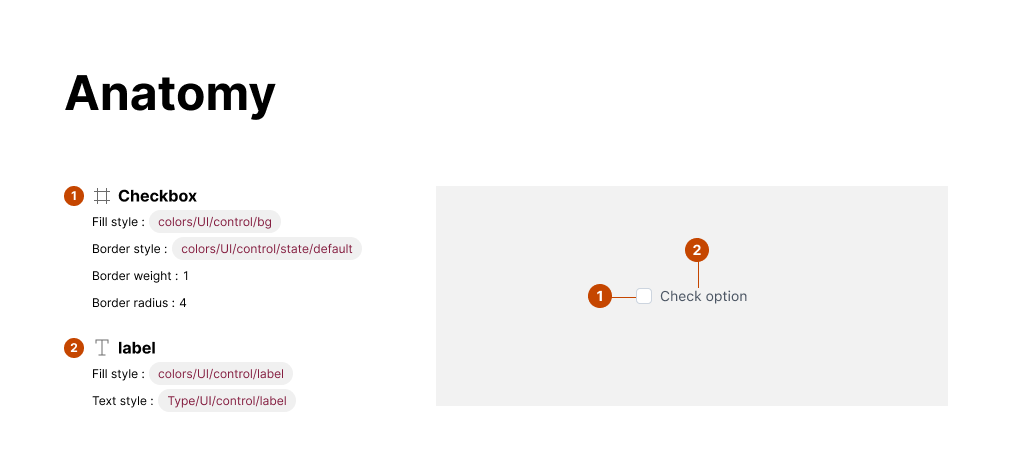 Anatomy
1 Checkbox
Fill style : colors/UI/control/bg
Border style : colors/UI/control/state/default
Border weight : 1
Border radius : 4
2 label
Fill style : colors/UI/control/label
Text style : Type/UI/control/label
2
1 Check option